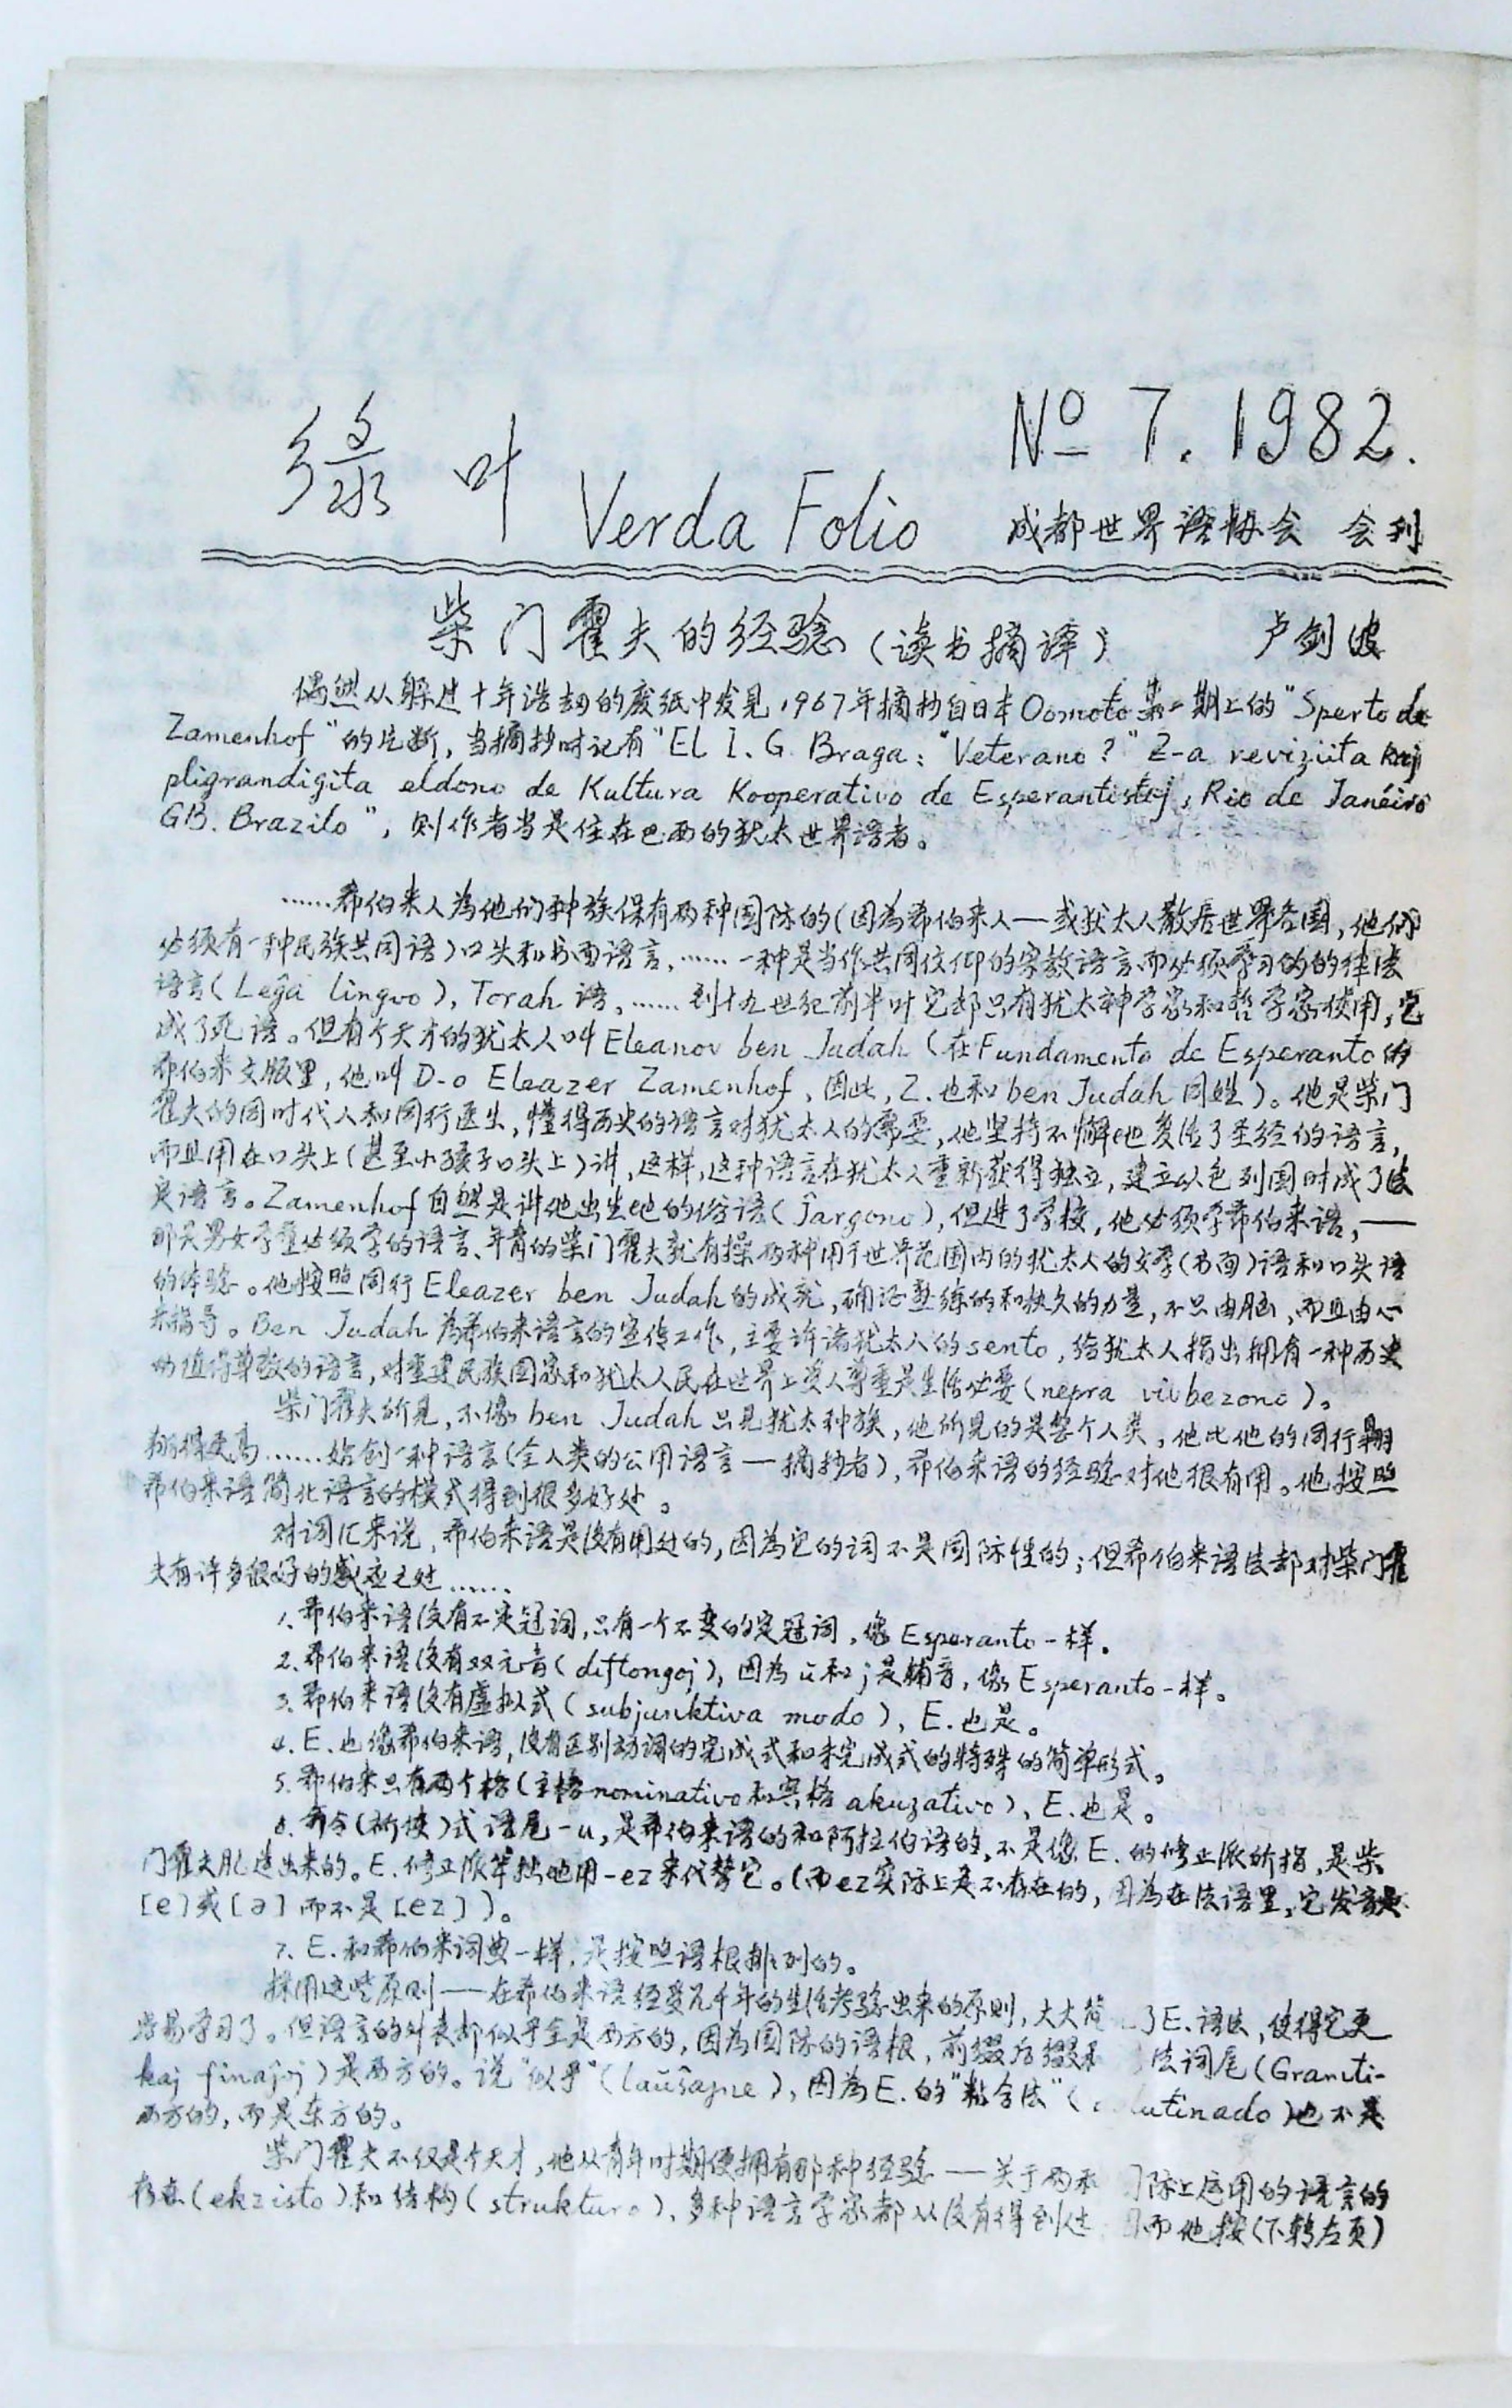 绿叶 Verda Folio
No 7. 1982.
成都世界语协会 会刊
柴门霍夫的经验 (读书摘译) 卢剑波
偶然从躲过十年浩劫的废纸中发见1967年摘抄自日本Oomoto第一期上的"Sperto de
Zamenhof"的片断,当摘抄时记有"El I. G. Braga: "Veterano?" 2-a reviziita kaj
pligrandigita eldono de Kultura Kooperativo de Esperantistoj, Rio de Janéiro
GB. Brazilo",则作者当是住在巴西的犹太世界语者。
……希伯来人为他们种族保有两种国际的(因为希伯来人—或犹太人散居世界各国,他们
必须有一种民族共同语)口头和书面语言,……一种是当作共同信仰的宗教语言而必须学习的的律法
语言(Leĝa lingvo), Torah 语,……到十九世纪前半叶它却只有犹太神学家和哲学家使用,它
成了死语。但有个天才的犹太人叫 Eleanov ben Judah (在Fundamento de Esperanto的
希伯来文版里,他叫 D-o Eleazer Zamenhof,因此,Z.也和ben Judah同姓)。他是柴门
霍夫的同时代人和同行医生,懂得历史的语言对犹太人的需要,他坚持不懈地复活了圣经的语言,
而且用在口头上(甚至小孩子口头上)讲,这样,这种语言在犹太人重新获得独立,建立以色列国时成了法
定语言。Zamenhof自然是讲他出生地的俗语(Ĵargono),但进了学校,他必须学希伯来语,——
那是男女学童必须学的语言、年青的柴门霍夫就有操两种用于世界范围内的犹太人的文学(书面)语和口头语
的体验。他按照同行 Eleazer ben Judah的成就,确证熟练的和持久的力量,不只由脑,而且由心
来指导。Ben Judah 为希伯来语言的宣传工作,主要诉诸犹太人的sento,给犹太人指出拥有一种历史
的值得尊敬的语言,对重建民族国家和犹太人民在世界上受人尊重是生活必要(nepra vivbezono)。
柴门霍夫所见,不像ben Judah只见犹太种族,他所见的是整个人类,他比他的同行翱
翔得更高……始创一种语言(全人类的公用语言—摘抄者),希伯来语的经验对他很有用。他按照
希伯来语简化语言的模式得到很多好处。
对词汇来说,希伯来语是没有用处的,因为它的词不是国际性的;但希伯来语法却对柴门霍
夫有许多很好的感应之处……
1.希伯来语没有不定冠词,只有一个不变的定冠词,像Esperanto一样。
2.希伯来语没有双元音(diftongoj),因为ŭ和j是辅音,像Esperanto一样。
3.希伯来语没有虚拟式(subjunktiva modo), E.也是。
4.E.也像希伯来语,没有区别动词的完成式和未完成式的特殊的简单形式。
5.希伯来只有两个格(主格nominativo和宾格akuzativo), E.也是。
6.命令(祈使)式语尾-u,是希伯来语的和阿拉伯语的,不是像E.的修正派所指,是柴
门霍夫肊造出来的。E.修正派笨拙地用-ez来代替它。(而ez实际上是不存在的,因为在法语里,它发音是
[e]或[ə]而不是[ez])。
7.E.和希伯来词典一样,是按照语根排列的。
採用这些原则——在希伯来语经受几千年的生活考验出来的原则,大大简 了E.语法,使得它更
容易学习了。但语言的外表却似乎全是西方的,因为国际的语根,前缀后缀和 法词尾(Gramti-
kaj finaĵoj)是西方的。说"似乎"(laŭŝajne),因为E.的"粘合法"( lutinado)也不是
西方的,而是东方的。
柴门霍夫不仅是个天才,他从青年时期便拥有那种经验——关于两种 际上应用的语言的
存在(ekzisto)和结构(strukturo),多种语言学家都从没有得到过 而他按(下转左页)